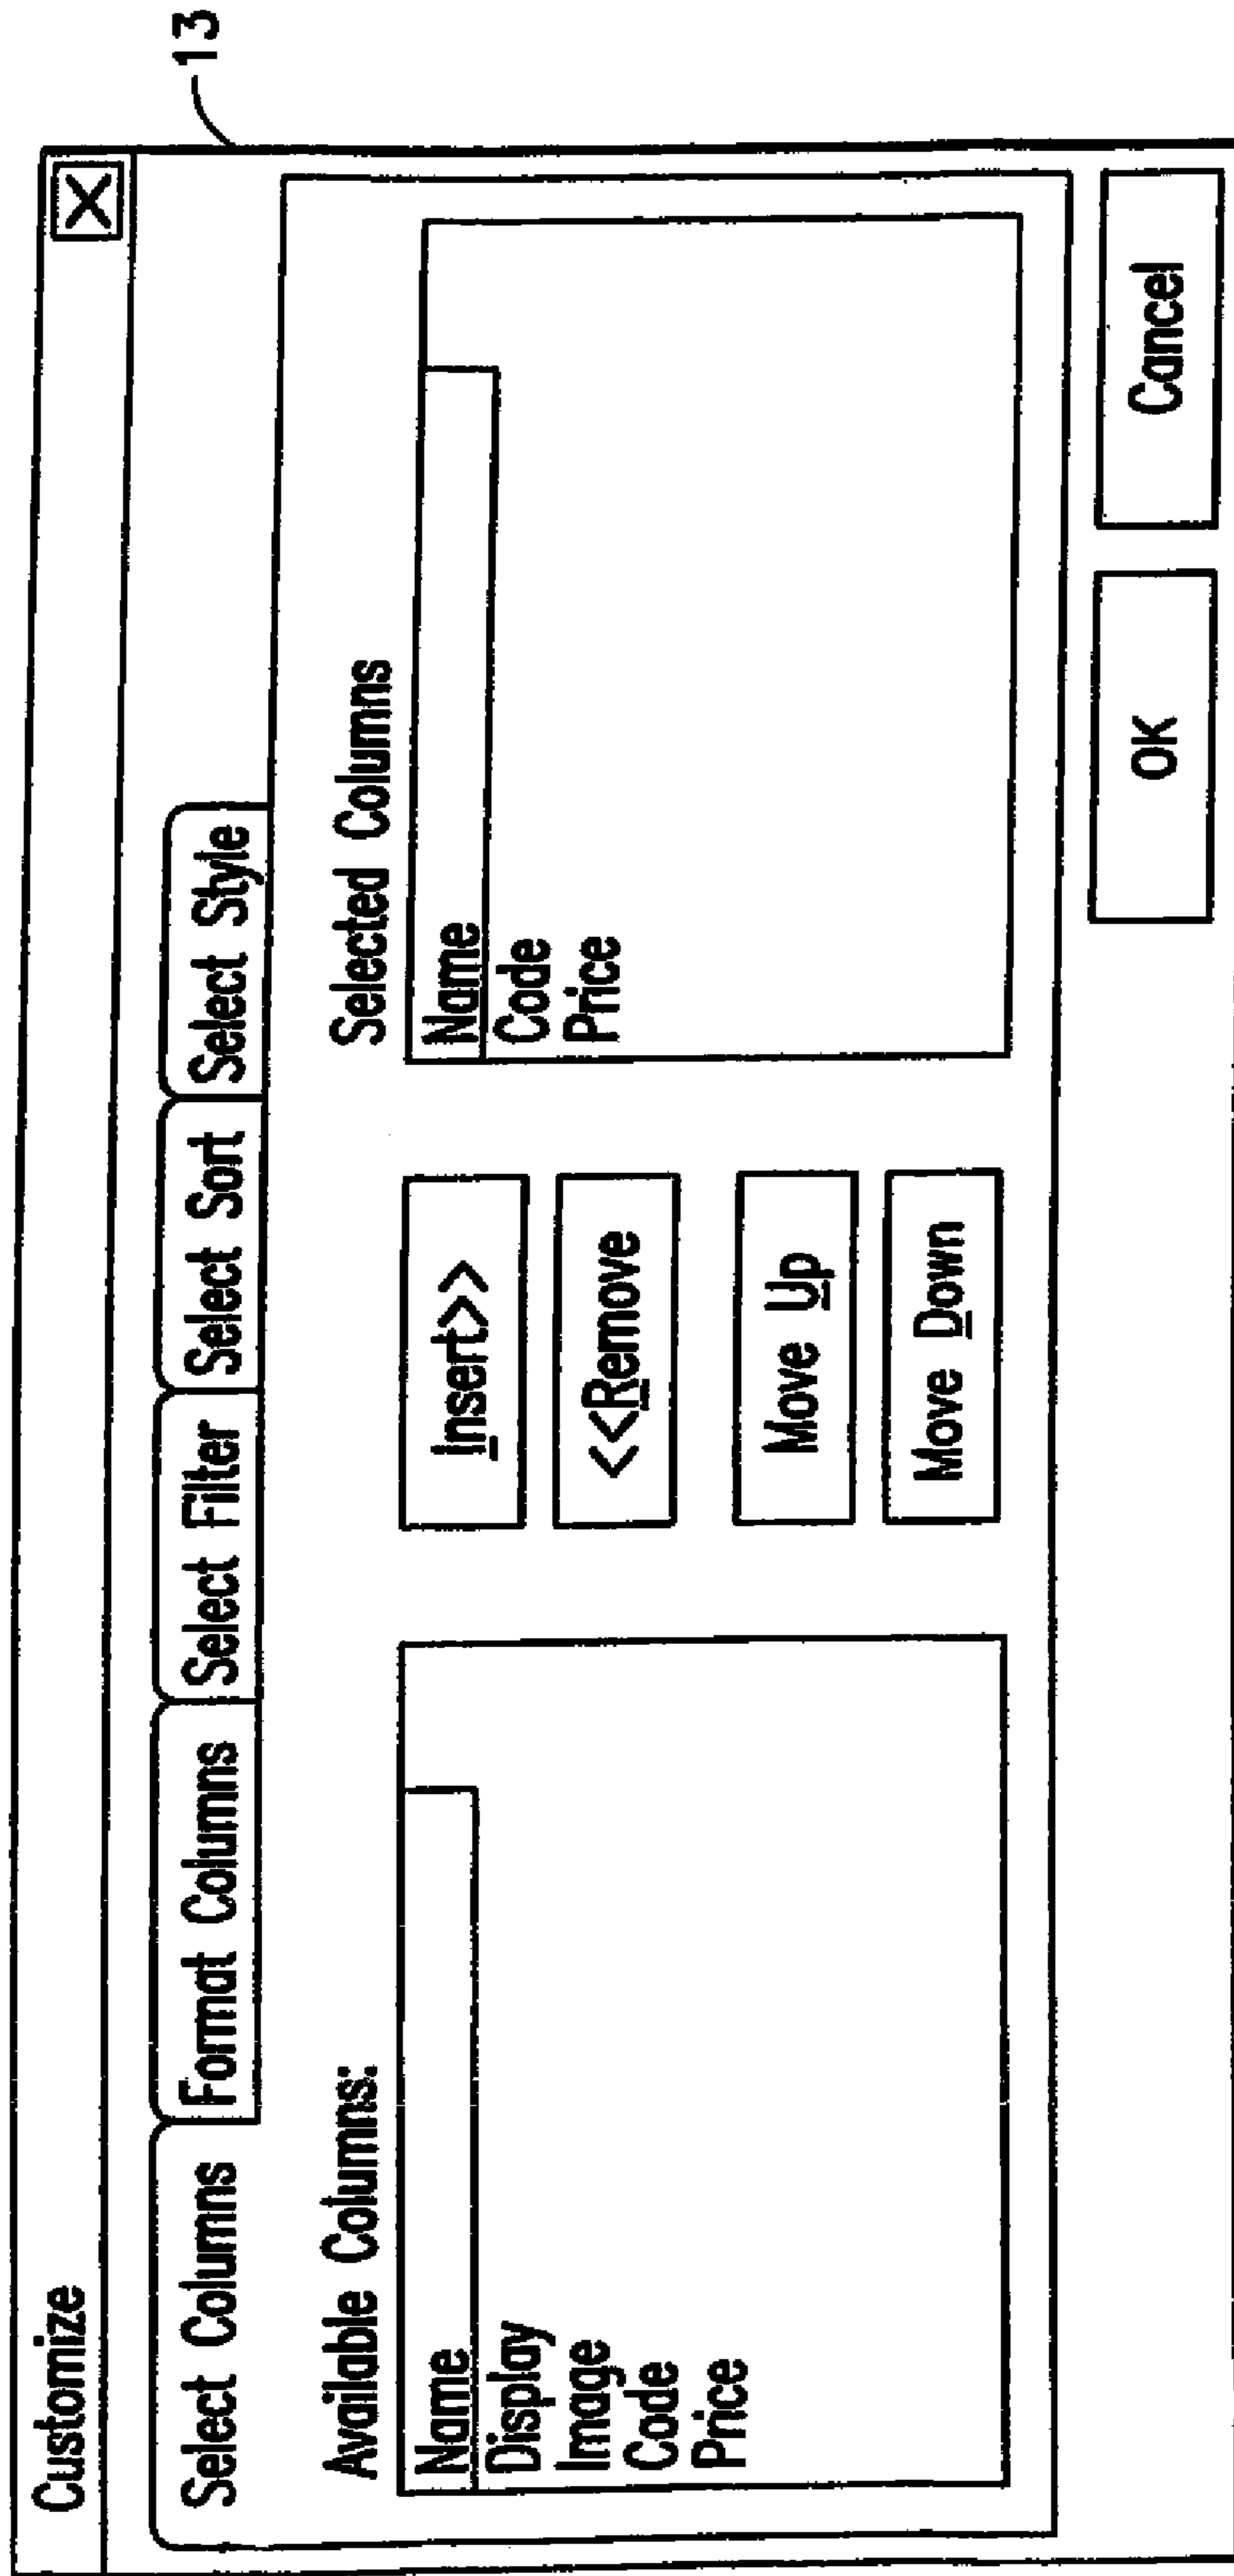 Customize
X
13
Select Columns Format Columns Select Filter Select Sort Select Style
Available Columns:
Name
Display
Image
Code
Price
Insert>>
<<Remove
Move Up
Move Down
Selected Columns
Name
Code
Price
OK
Cancel